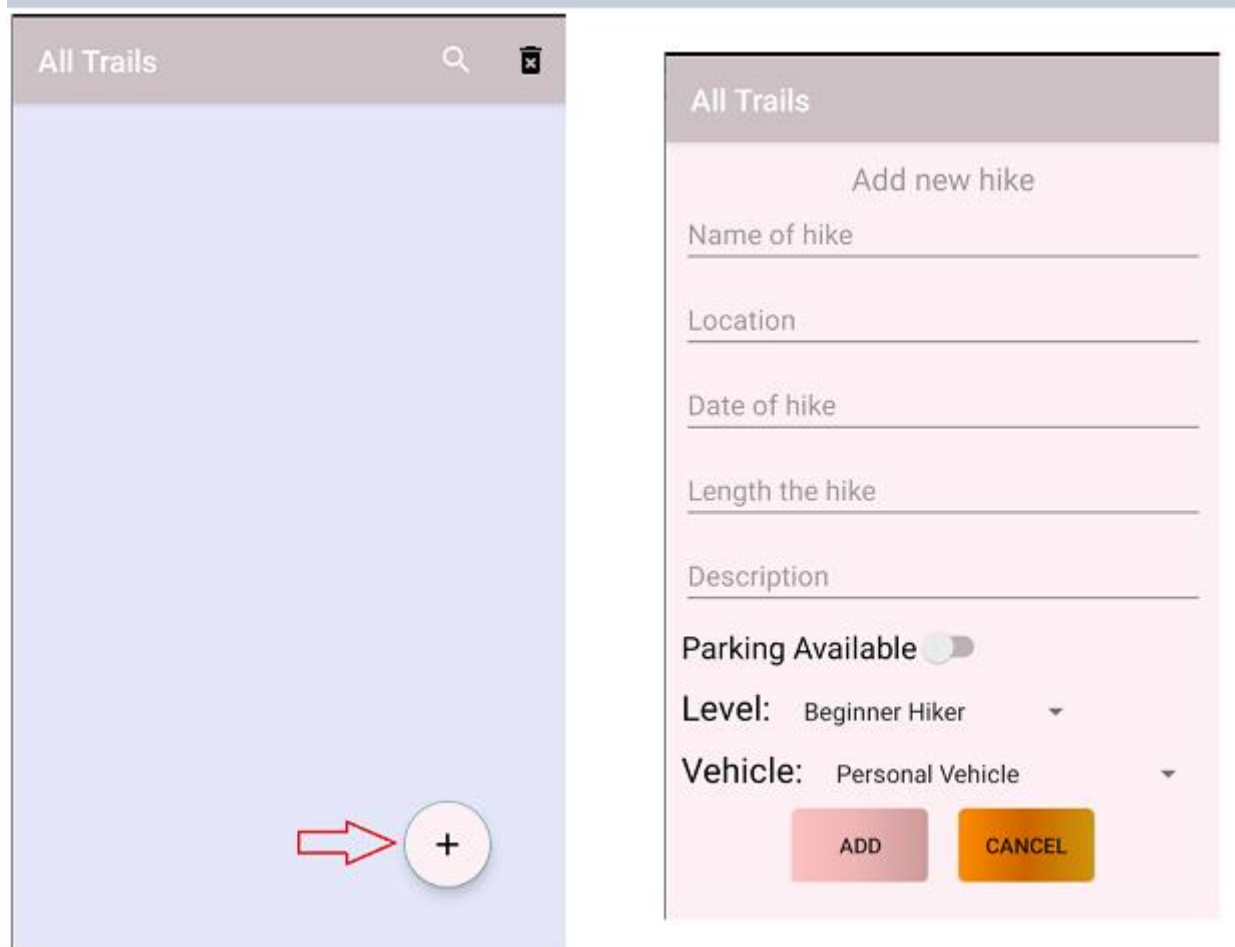 All Trails
All Trails
Add new hike
Name of hike
Location
Date of hike
Length the hike
Description
Parking Available
Level: Beginner Hiker
Vehicle: Personal Vehicle
+
ADD CANCEL